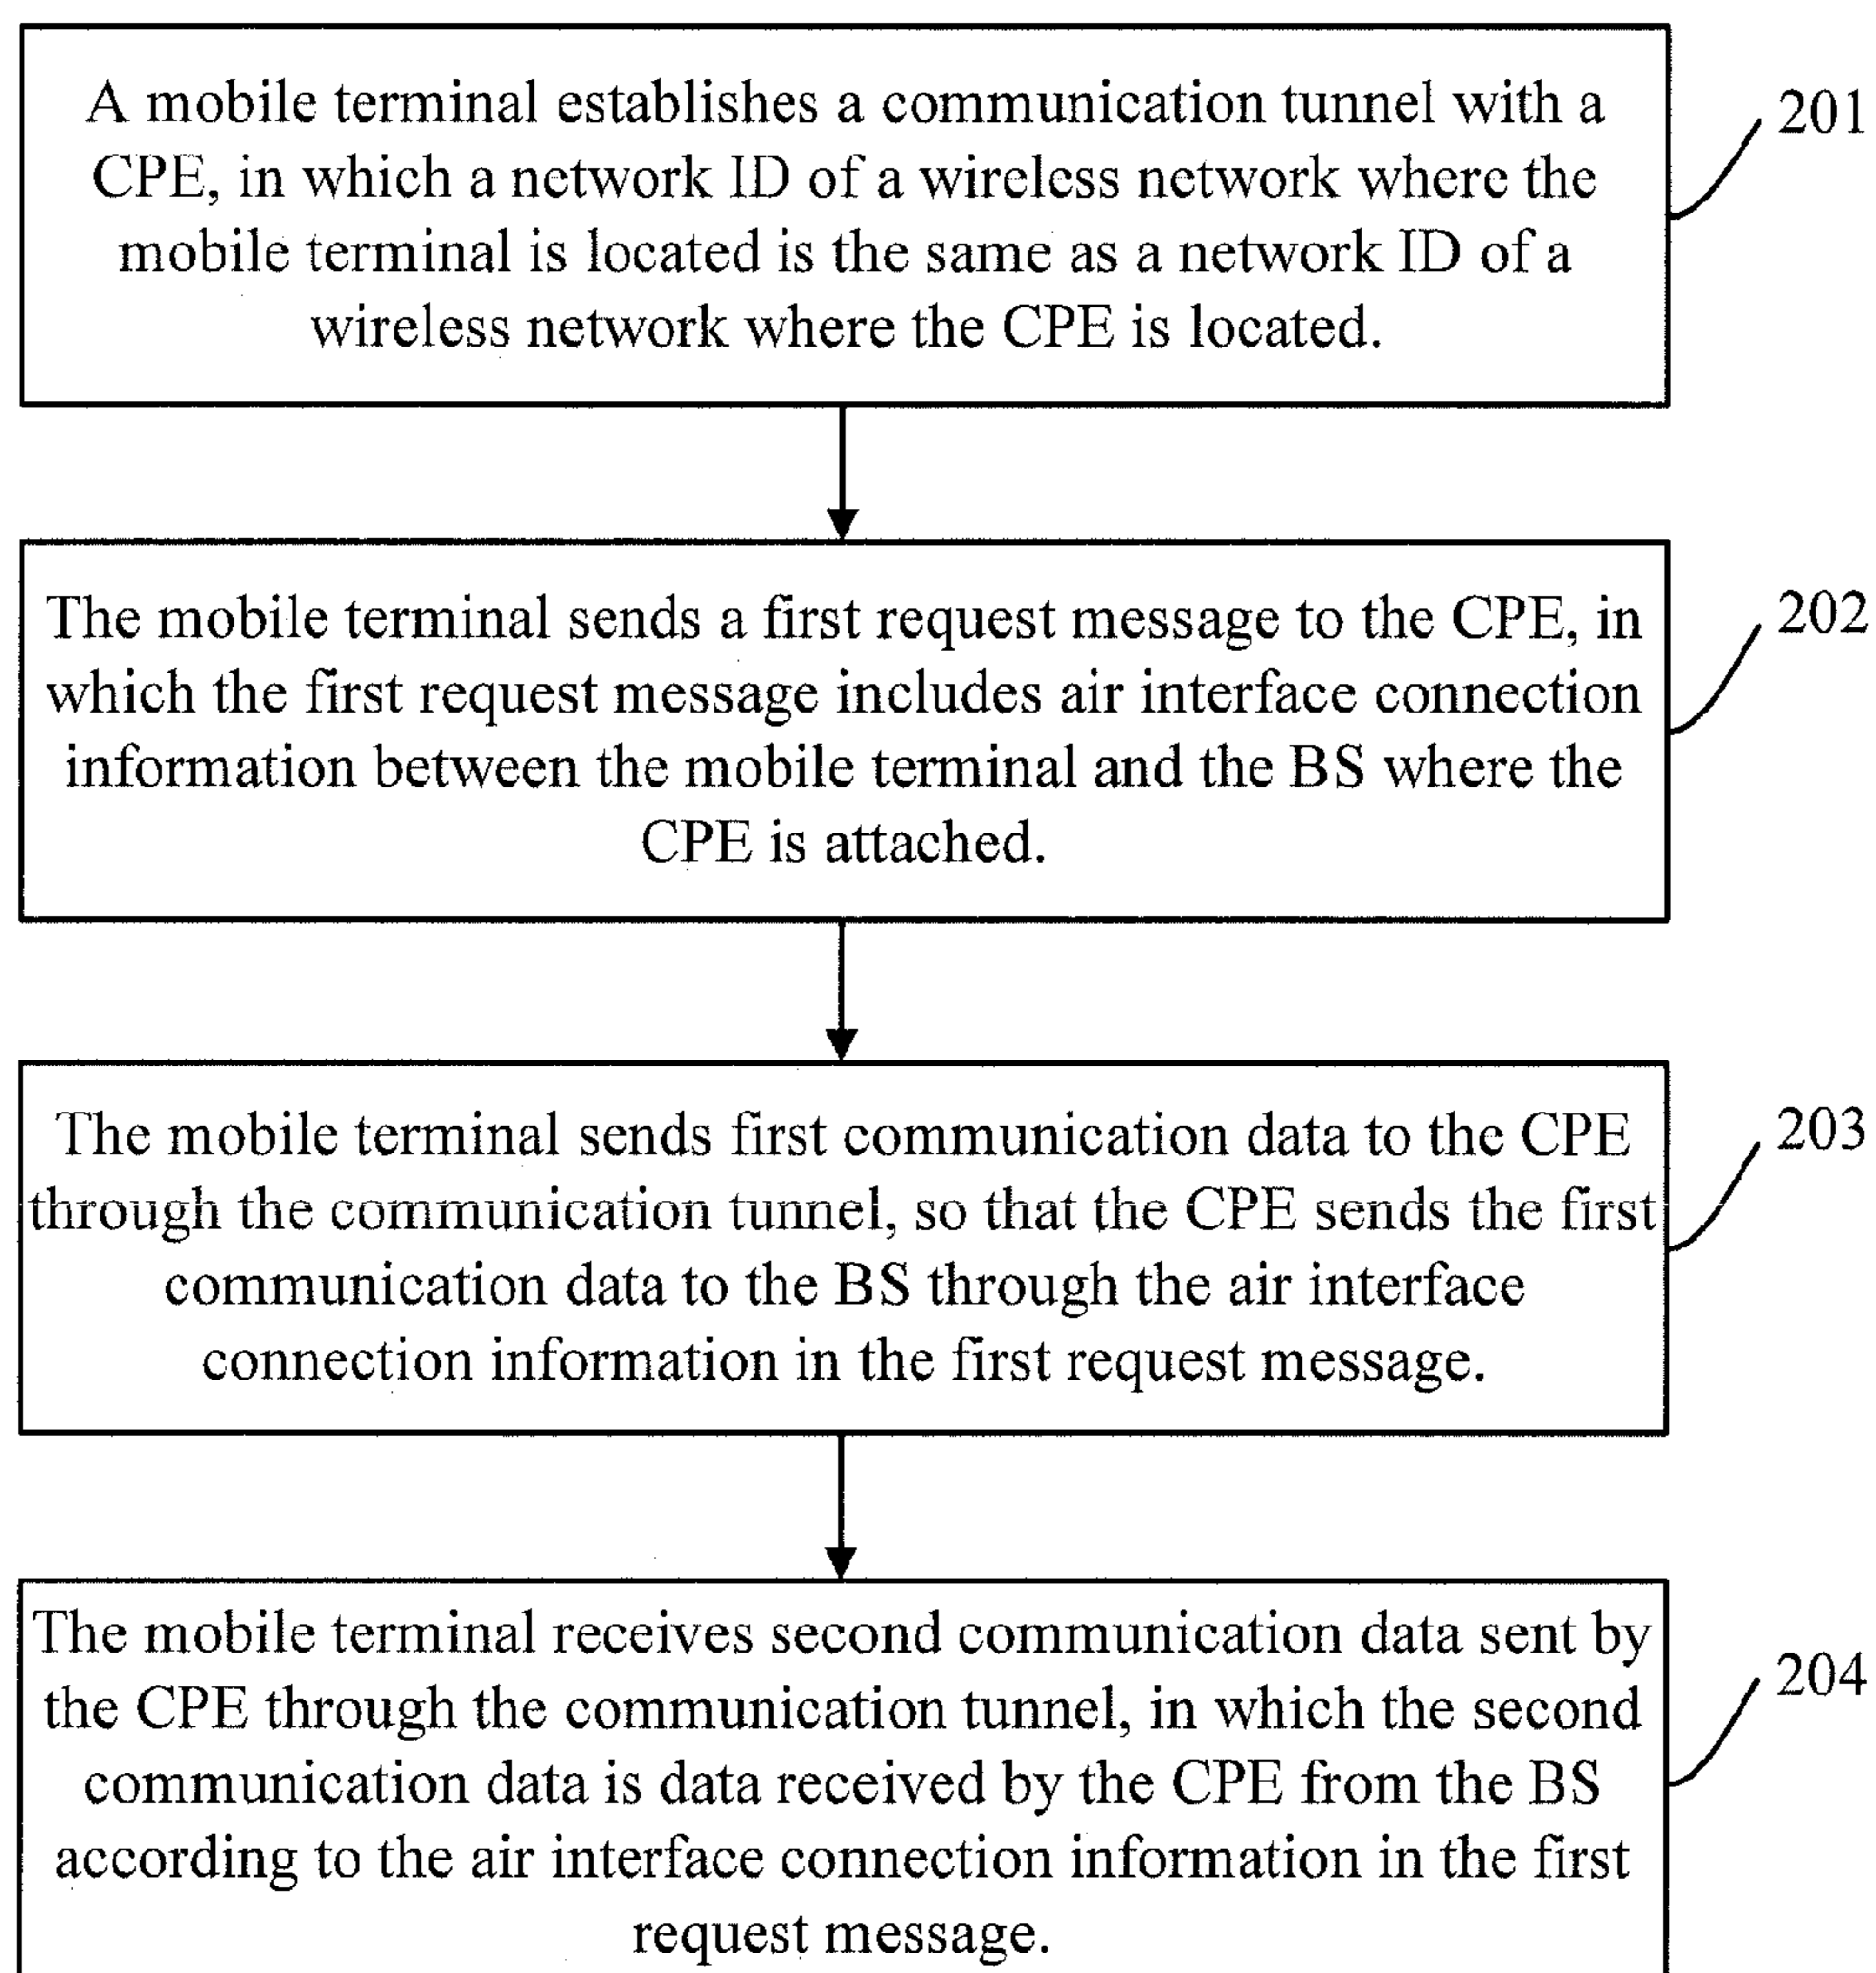 A mobile terminal establishes a communication tunnel with a
CPE, in which a network ID of a wireless network where the
mobile terminal is located is the same as a network ID of a
wireless network where the CPE is located.
201
The mobile terminal sends a first request message to the CPE, in
which the first request message includes air interface connection
information between the mobile terminal and the BS where the
CPE is attached.
202
The mobile terminal sends first communication data to the CPE
through the communication tunnel, so that the CPE sends the first
communication data to the BS through the air interface
connection information in the first request message.
203
The mobile terminal receives second communication data sent by
the CPE through the communication tunnel, in which the second
communication data is data received by the CPE from the BS
according to the air interface connection information in the first
request message.
204